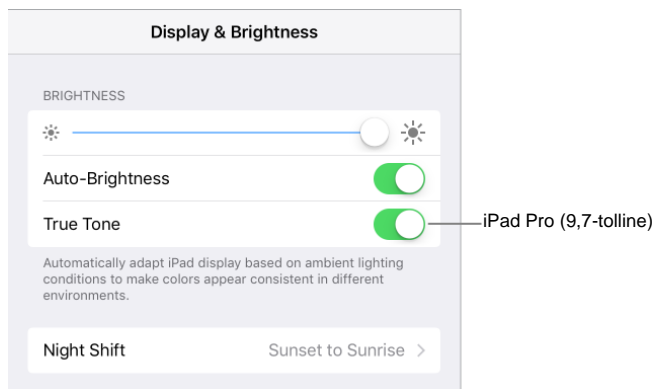 Display & Brightness
BRIGHTNESS
Auto-Brightness
True Tone
iPad Pro (9,7-tolline)
Automatically adapt iPad display based on ambient lighting
conditions to make colors appear consistent in different
environments.
Night Shift Sunset to Sunrise >